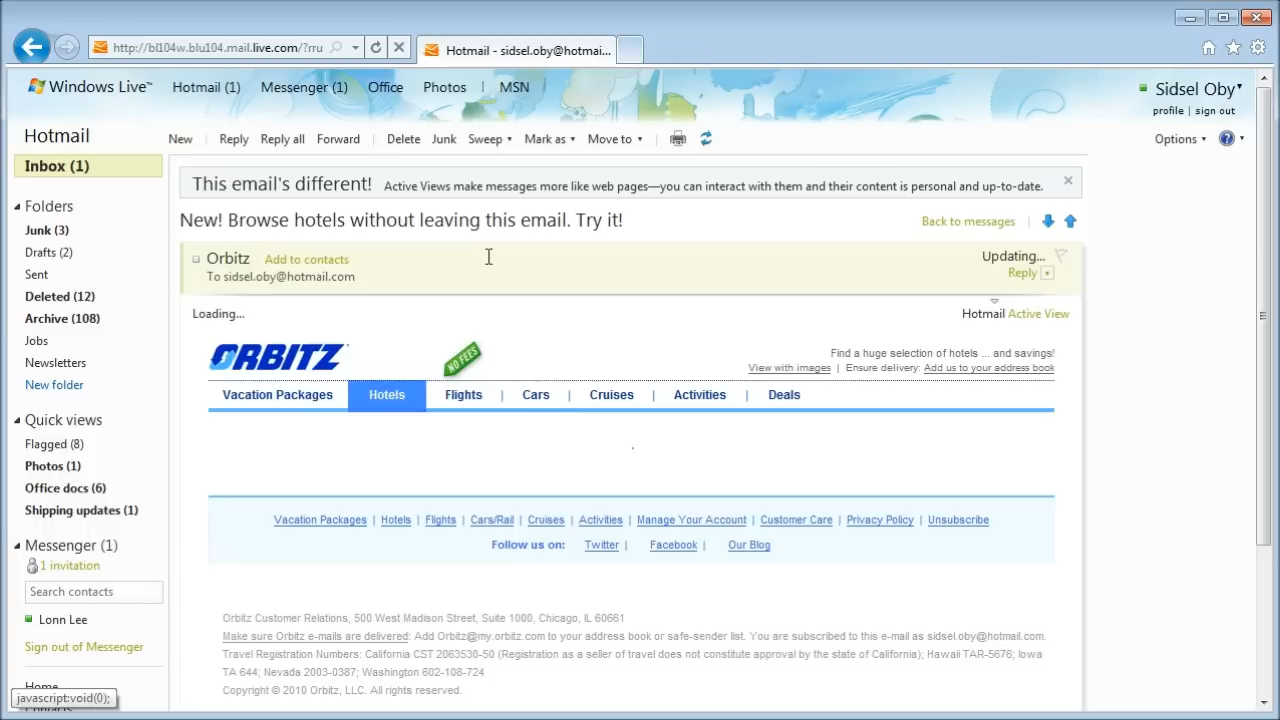 http://bl104w.blu104.mail.live.com/?rru
Hotmail - sidsel.oby@hotmai...
Windows Live™ Hotmail (1) Messenger (1) Office Photos | MSN
Sidsel Oby
profile | sign out
Hotmail
New | Reply Reply all Forward | Delete Junk Sweep Mark as Move to
Options
Inbox (1)
Folders
Junk (3)
Drafts (2)
Sent
Deleted (12)
Archive (108)
Jobs
Newsletters
New folder
Quick views
Flagged (8)
Photos (1)
Office docs (6)
Shipping updates (1)
Messenger (1)
1 invitation
Search contacts
Lonn Lee
Sign out of Messenger
Home
javascript:void(0);
This email's different! Active Views make messages more like web pages—you can interact with them and their content is personal and up-to-date.
New! Browse hotels without leaving this email. Try it!
Back to messages
Orbitz Add to contacts
Updating...
To sidsel.oby@hotmail.com
Reply
Loading...
Hotmail Active View
ORBITZ
NO FEES
Find a huge selection of hotels ... and savings!
View with images | Ensure delivery: Add us to your address book
Vacation Packages Hotels Flights | Cars | Cruises | Activities | Deals
Vacation Packages | Hotels | Flights | Cars/Rail | Cruises | Activities | Manage Your Account | Customer Care | Privacy Policy | Unsubscribe
Follow us on: Twitter | Facebook | Our Blog
Orbitz Customer Relations, 500 West Madison Street, Suite 1000, Chicago, IL 60661
Make sure Orbitz e-mails are delivered: Add Orbitz@my.orbitz.com to your address book or safe-sender list. You are subscribed to this e-mail as sidsel.oby@hotmail.com.
Travel Registration Numbers: California CST 2063530-50 (Registration as a seller of travel does not constitute approval by the state of California); Hawaii TAR-5676; Iowa
TA 644; Nevada 2003-0387; Washington 602-108-724
Copyright © 2010 Orbitz, LLC. All rights reserved.